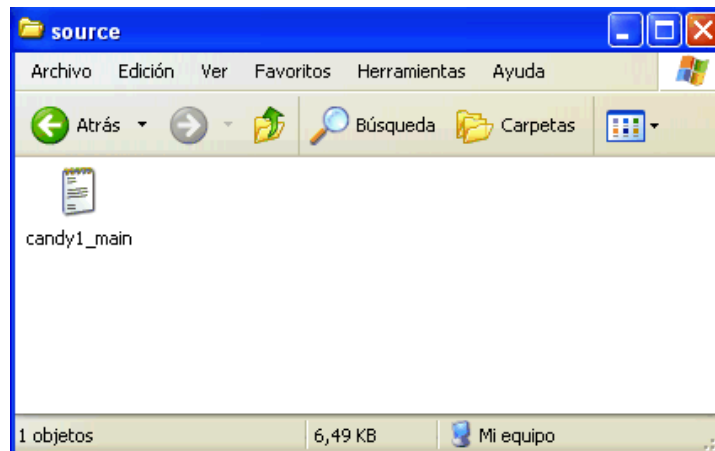 source
Archivo Edición Ver Favoritos Herramientas Ayuda
Atrás Búsqueda Carpetas
candy1_main
1 objetos 6,49 KB Mi equipo